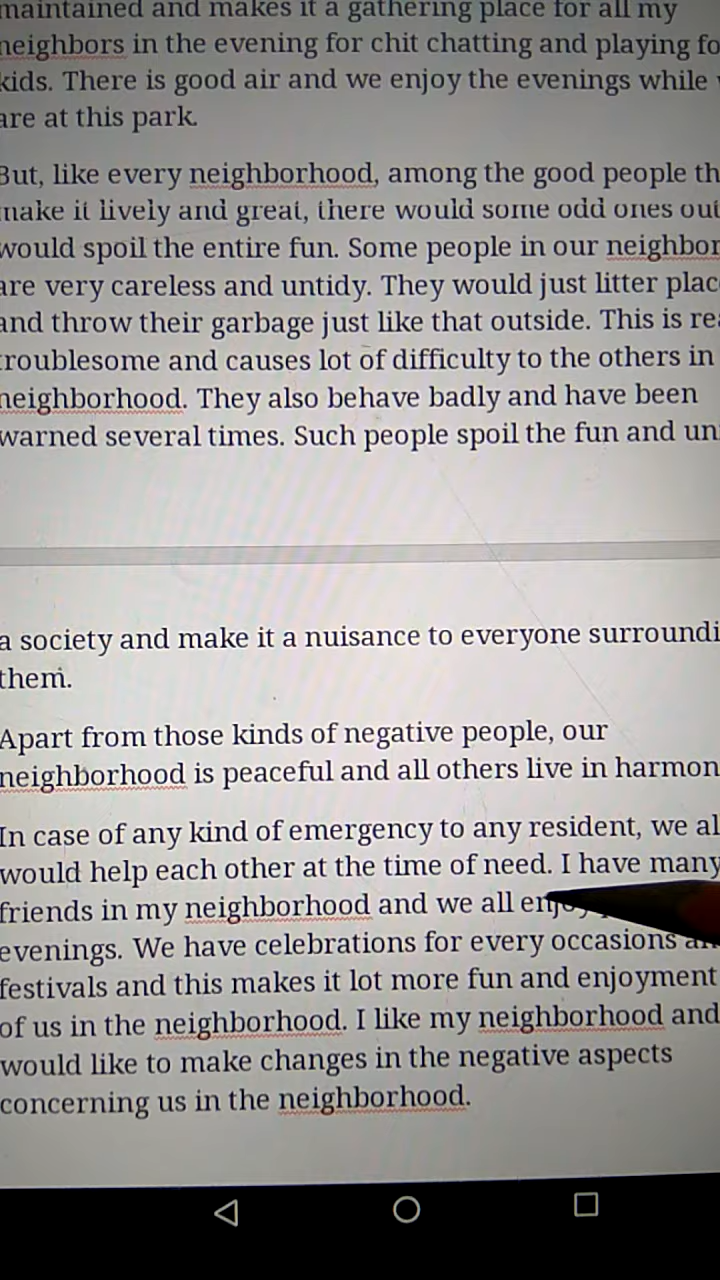 maintained and makes it a gathering place for all my
neighbors in the evening for chit chatting and playing
kids. There is good air and we enjoy the evenings while
are at this park.
But, like every neighborhood, among the good people
make it lively and great, there would some odd ones out
would spoil the entire fun. Some people in our
are very careless and untidy. They would just litter
and throw their garbage just like that outside. This is
troublesome and causes lot of difficulty to the others in
neighborhood. They also behave badly and have been
warned several times. Such people spoil the fun and
a society and make it a nuisance to everyone
them.
Apart from those kinds of negative people, our
neighborhood is peaceful and all others live in
In case of any kind of emergency to any resident, we
would help each other at the time of need. I have many
friends in my neighborhood and we all
evenings. We have celebrations for every occasions
festivals and this makes it lot more fun and enjoyment
of us in the neighborhood. I like my neighborhood and
would like to make changes in the negative aspects
concerning us in the neighborhood.